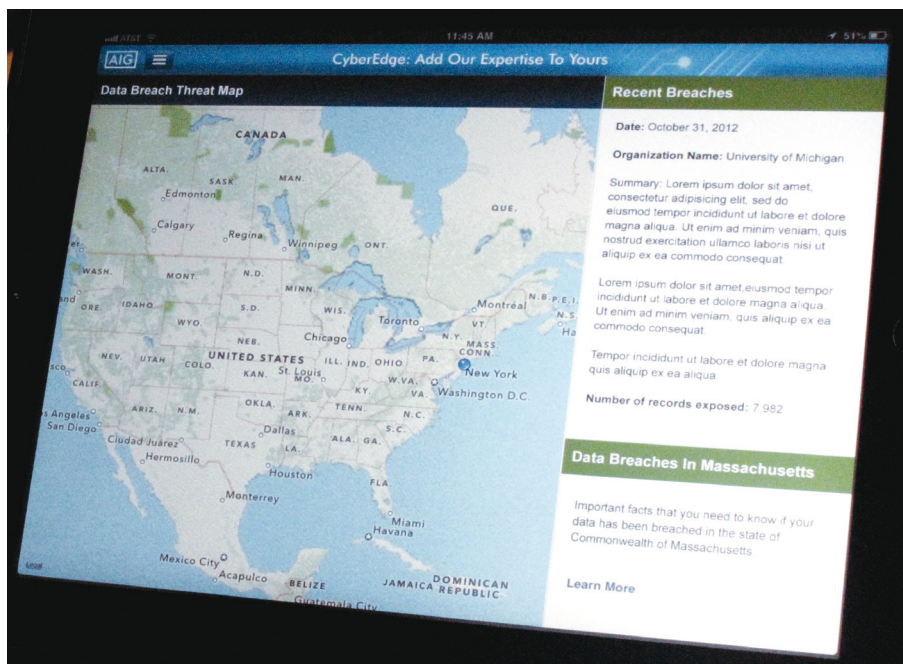 AT&T
11:45 AM
51%
AIG
CyberEdge: Add Our Expertise To Yours
Data Breach Threat Map
CANADA
ALTA.
SASK.
MAN.
Edmonton
QUE.
Calgary
Regina
Winnipeg
ONT.
WASH.
MONT.
N.D.
MINN.
ORE.
IDAHO
S.D.
WIS.
Montréal
N.B.
P.E.I.
N.S.
Ha
WYO.
Toronto
VT.
NEB.
Chicago
N.Y.
MASS.
CONN.
NEV.
UTAH
COLO.
UNITED STATES
ILL.
IND.
OHIO
PA.
New York
KAN.
St. Louis
MO.
W.VA.
KY.
VA.
Washington D.C.
CALIF.
ARIZ.
N.M.
OKLA.
ARK.
TENN.
N.C.
S.C.
os Angeles
San Diego
Dallas
ALA.
GA.
Ciudad Juárez
TEXAS
LA.
Hermosillo
Houston
FLA.
Monterrey
Miami
Havana
Mexico City
Acapulco
BELIZE
JAMAICA
DOMINICAN
REPUBLIC
Guatemala City
Legal
Recent Breaches
Date: October 31, 2012
Organization Name: University of Michigan
Summary: Lorem ipsum dolor sit amet,
consectetur adipisicing elit, sed do
eiusmod tempor incididunt ut labore et dolore
magna aliqua. Ut enim ad minim veniam, quis
nostrud exercitation ullamco laboris nisi ut
aliquip ex ea commodo consequat.
Lorem ipsum dolor sit amet,eiusmod tempor
incididunt ut labore et dolore magna aliqua.
Ut enim ad minim veniam, quis aliquip ex ea
commodo consequat.
Tempor incididunt ut labore et dolore magna
quis aliquip ex ea aliqua
Number of records exposed: 7,982
Data Breaches In Massachusetts
Important facts that you need to know if your
data has been breached in the state of
Commonwealth of Massachusetts.
Learn More